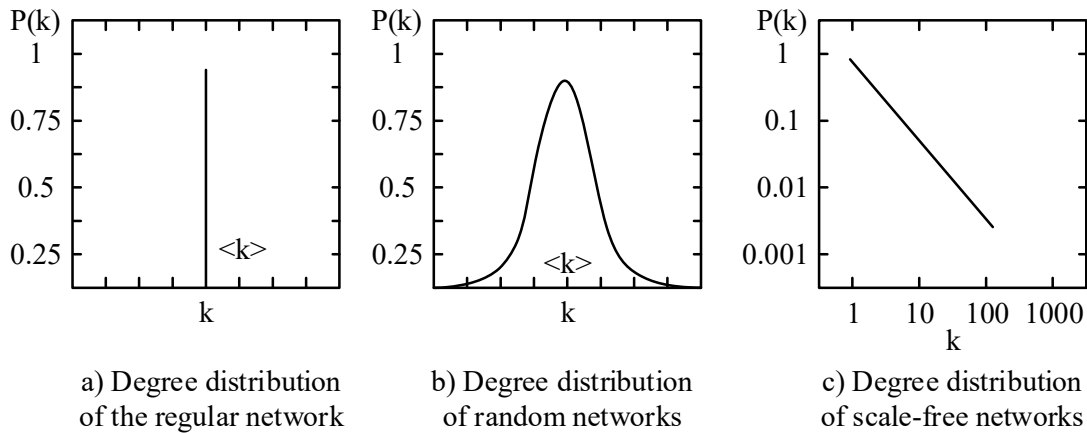 P(k)
1
0.75
0.5
0.25
<k>
k
a) Degree distribution
of the regular network
P(k)
1
0.75
0.5
0.25
<k>
k
b) Degree distribution
of random networks
P(k)
1
0.1
0.01
0.001
1 10 100 1000
k
c) Degree distribution
of scale-free networks